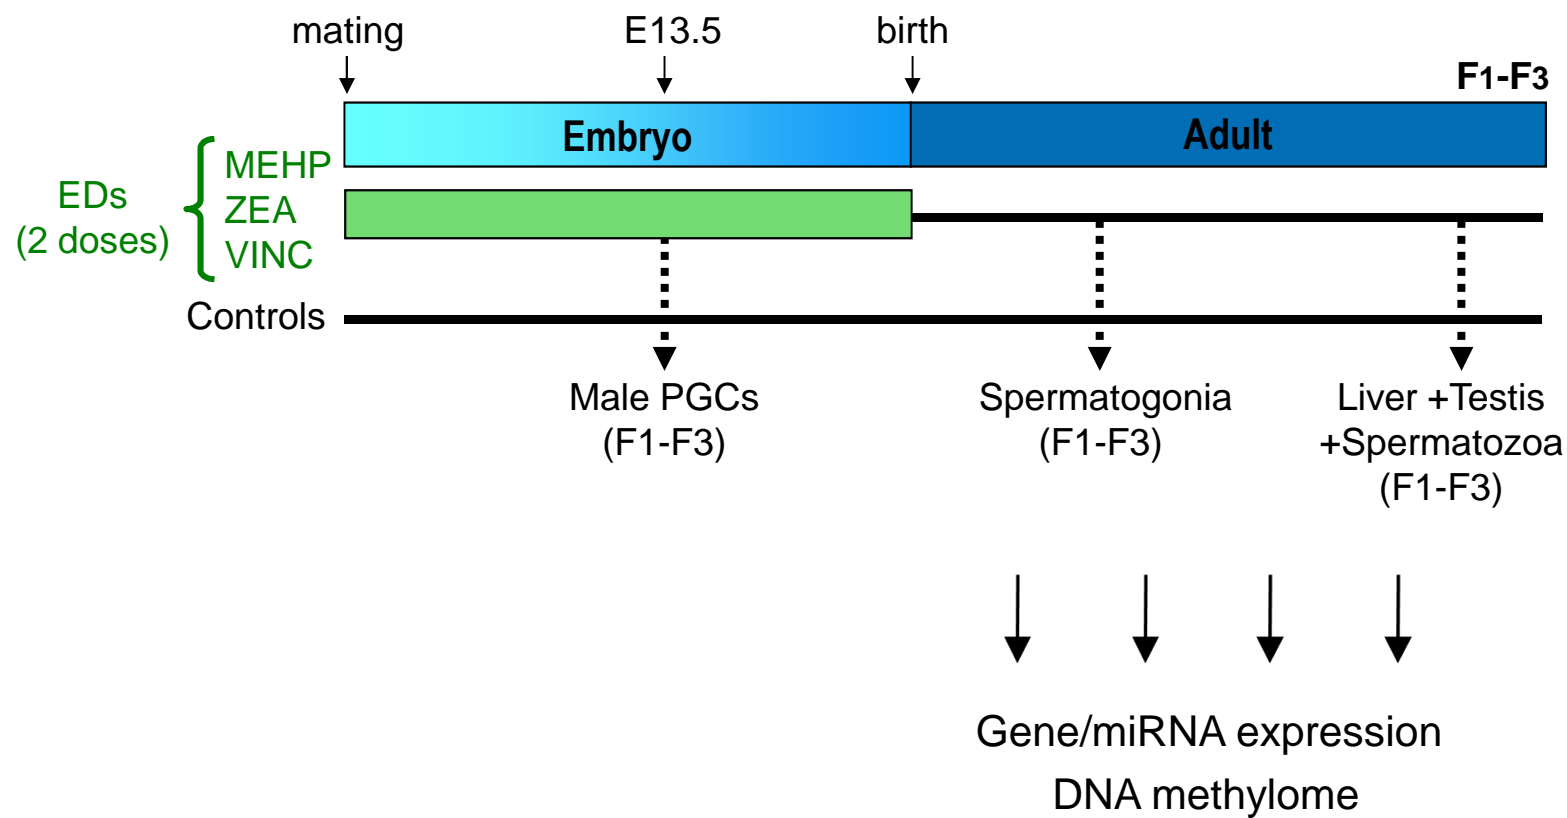 mating
E13.5
birth
F1-F3
Embryo
Adult
EDs
(2 doses)
MEHP
ZEA
VINC
Controls
Male PGCs
(F1-F3)
Spermatogonia
(F1-F3)
Liver +Testis
+Spermatozoa
(F1-F3)
Gene/miRNA expression
DNA methylome